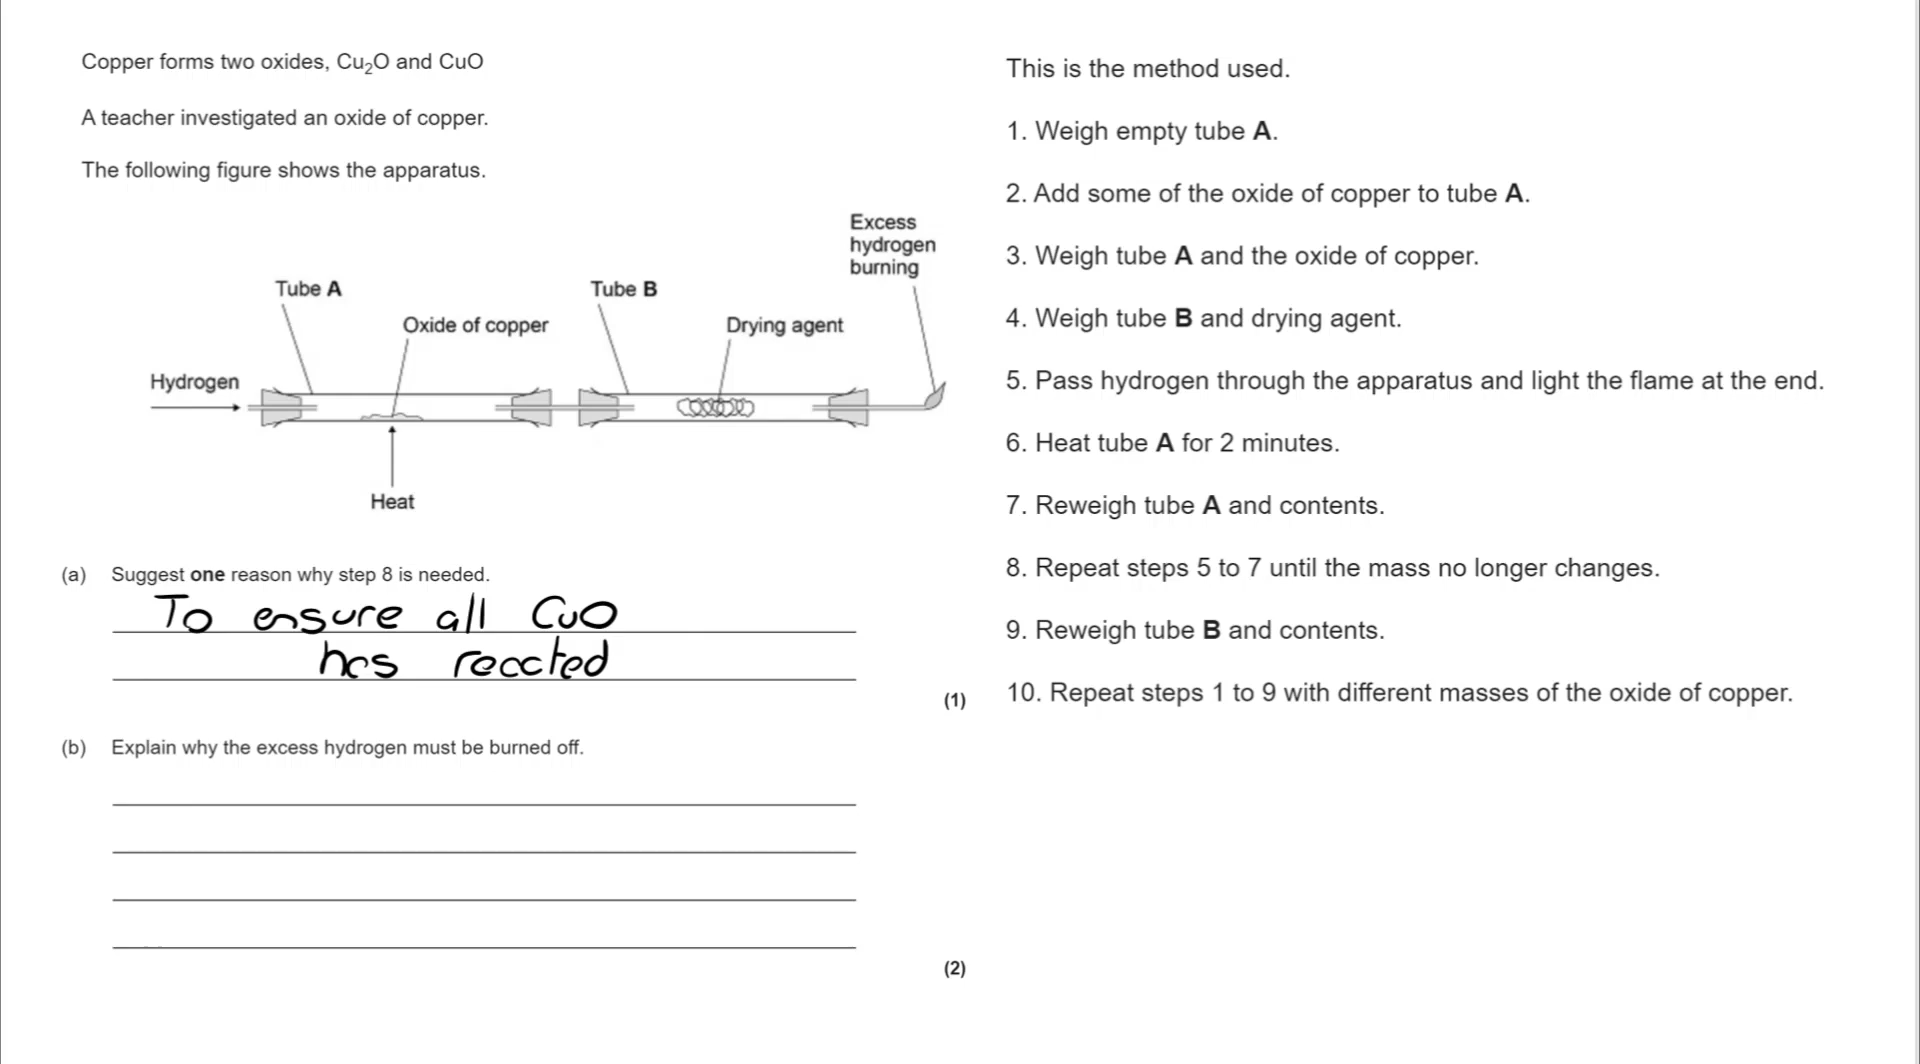 Copper forms two oxides, Cu₂O and CuO
A teacher investigated an oxide of copper.
The following figure shows the apparatus.
Tube A
Oxide of copper
Hydrogen
Heat
Tube B
Drying agent
Excess
hydrogen
burning
(a) Suggest one reason why step 8 is needed.
To ensure all CuO
has reacted
(1)
(b) Explain why the excess hydrogen must be burned off.
(2)
This is the method used.
1. Weigh empty tube A.
2. Add some of the oxide of copper to tube A.
3. Weigh tube A and the oxide of copper.
4. Weigh tube B and drying agent.
5. Pass hydrogen through the apparatus and light the flame at the end.
6. Heat tube A for 2 minutes.
7. Reweigh tube A and contents.
8. Repeat steps 5 to 7 until the mass no longer changes.
9. Reweigh tube B and contents.
10. Repeat steps 1 to 9 with different masses of the oxide of copper.